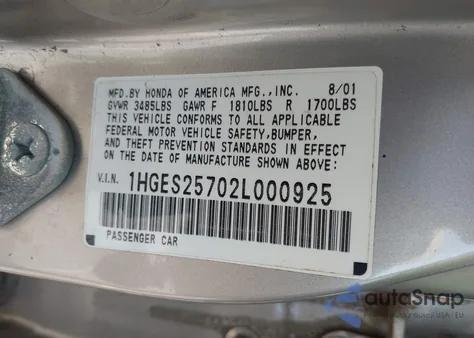 MFD.BY HONDA OF AMERICA MFG.,INC. 8/01
GVWR 3485LBS GAWR F 1810LBS R 1700LBS
THIS VEHICLE CONFORMS TO ALL APPLICABLE
FEDERAL MOTOR VEHICLE SAFETY,BUMPER,
AND THEFT PREVENTION STANDARDS IN EFFECT
ON THE DATE OF MANUFACTURE SHOWN ABOVE:
V.I.N. 1HGES25702L000925
PASSENGER CAR
autoSnap